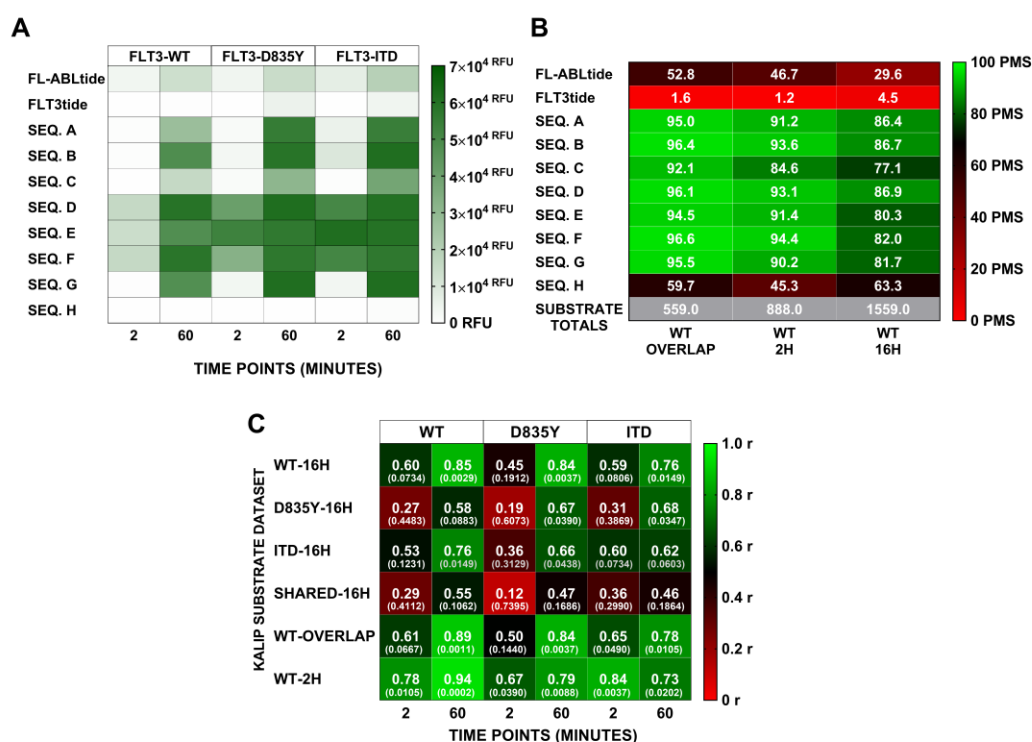 A
FLT3-WT FLT3-D835Y FLT3-ITD
FL-ABLtide
FLT3tide
SEQ. A
SEQ. B
SEQ. C
SEQ. D
SEQ. E
SEQ. F
SEQ. G
SEQ. H
2 60 2 60 2 60
TIME POINTS (MINUTES)
7×10⁴ RFU
6×10⁴ RFU
5×10⁴ RFU
4×10⁴ RFU
3×10⁴ RFU
2×10⁴ RFU
1×10⁴ RFU
0 RFU
B
FL-ABLtide 52.8 46.7 29.6
FLT3tide 1.6 1.2 4.5
SEQ. A 95.0 91.2 86.4
SEQ. B 96.4 93.6 86.7
SEQ. C 92.1 84.6 77.1
SEQ. D 96.1 93.1 86.9
SEQ. E 94.5 91.4 80.3
SEQ. F 96.6 94.4 82.0
SEQ. G 95.5 90.2 81.7
SEQ. H 59.7 45.3 63.3
SUBSTRATE 559.0 888.0 1559.0
TOTALS
WT WT WT
OVERLAP 2H 16H
100 PMS
80 PMS
60 PMS
40 PMS
20 PMS
0 PMS
C
WT D835Y ITD
KALIP SUBSTRATE DATASET
WT-16H 0.60 0.85 0.45 0.84 0.59 0.76
(0.0734) (0.0029) (0.1912) (0.0037) (0.0806) (0.0149)
D835Y-16H 0.27 0.58 0.19 0.67 0.31 0.68
(0.4483) (0.0883) (0.6073) (0.0390) (0.3869) (0.0347)
ITD-16H 0.53 0.76 0.36 0.66 0.60 0.62
(0.1231) (0.0149) (0.3129) (0.0438) (0.0734) (0.0603)
SHARED-16H 0.29 0.55 0.12 0.47 0.36 0.46
(0.4112) (0.1062) (0.7395) (0.1686) (0.2990) (0.1864)
WT-OVERLAP 0.61 0.89 0.50 0.84 0.65 0.78
(0.0667) (0.0011) (0.1440) (0.0037) (0.0490) (0.0105)
WT-2H 0.78 0.94 0.67 0.79 0.84 0.73
(0.0105) (0.0002) (0.0390) (0.0088) (0.0037) (0.0202)
2 60 2 60 2 60
TIME POINTS (MINUTES)
1.0 r
0.8 r
0.6 r
0.4 r
0.2 r
0 r